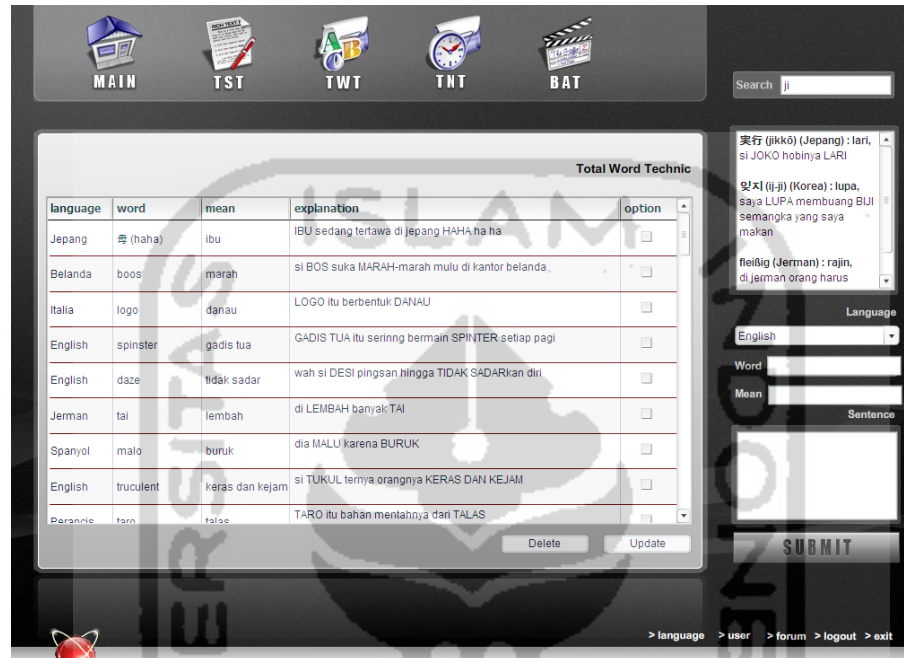 MAIN
TST
TWT
TNT
BAT
Search ji
実行 (jikkō) (Jepang) : lari,
si JOKO hobinya LARI
잊지 (ij-ji) (Korea) : lupa,
saya LUPA membuang BIJI
semangka yang saya
makan
fleißig (Jerman) : rajin,
di jerman orang harus
Language
English
Word
Mean
Sentence
SUBMIT
Total Word Technic
language word mean explanation option
Jepang 母 (haha) ibu IBU sedang tertawa di jepang HAHA ha ha
Belanda boos marah si BOS suka MARAH-marah mulu di kantor belanda
Italia logo danau LOGO itu berbentuk DANAU
English spinster gadis tua GADIS TUA itu serinng bermain SPINTER setiap pagi
English daze tidak sadar wah si DESI pingsan hingga TIDAK SADARkan diri
Jerman tai lembah di LEMBAH banyak TAI
Spanyol malo buruk dia MALU karena BURUK
English truculent keras dan kejam si TUKUL ternya orangnya KERAS DAN KEJAM
Perancis taro talas TARO itu bahan mentahnya dari TALAS
Delete Update
> language > user > forum > logout > exit
ISLAM